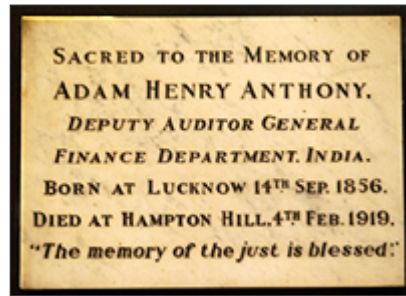 SACRED TO THE MEMORY OF
ADAM HENRY ANTHONY.
DEPUTY AUDITOR GENERAL
FINANCE DEPARTMENT. INDIA.
BORN AT LUCKNOW 14TH SEP. 1856.
DIED AT HAMPTON HILL. 4TH FEB. 1919.
"The memory of the just is blessed."